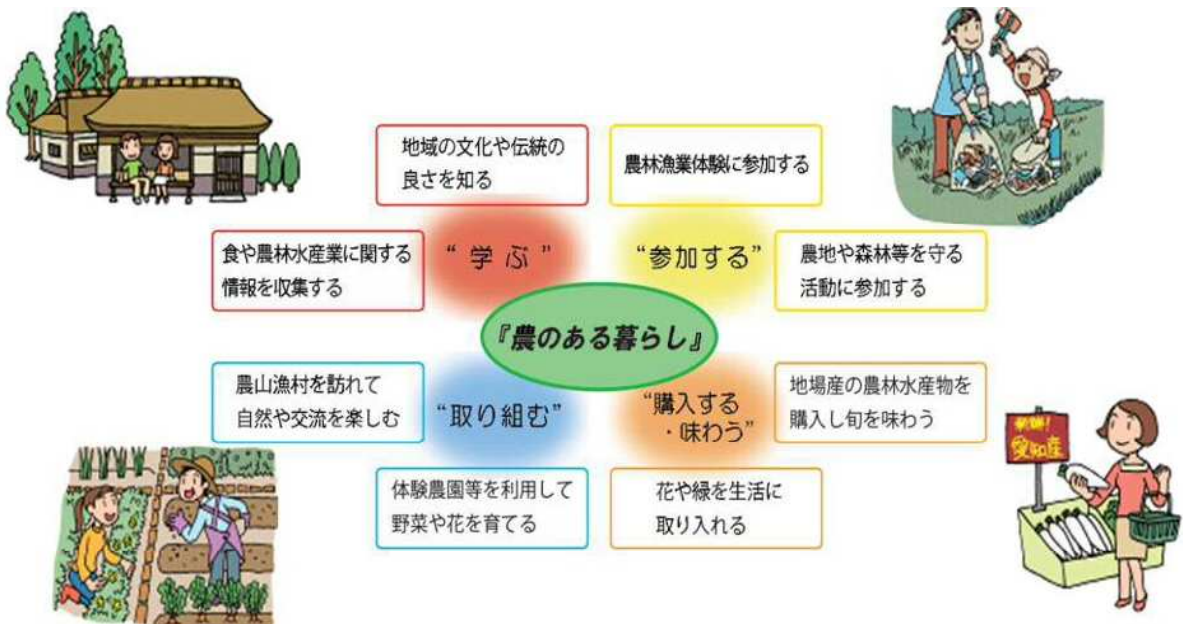 地域の文化や伝統の
良さを知る
農林漁業体験に参加する
食や農林水産業に関する
情報を収集する
“学ぶ”
“参加する”
農地や森林等を守る
活動に参加する
『農のある暮らし』
農山漁村を訪れて
自然や交流を楽しむ
“取り組む”
“購入する
・味わう”
地場産の農林水産物を
購入し旬を味わう
体験農園等を利用して
野菜や花を育てる
花や緑を生活に
取り入れる
愛知産